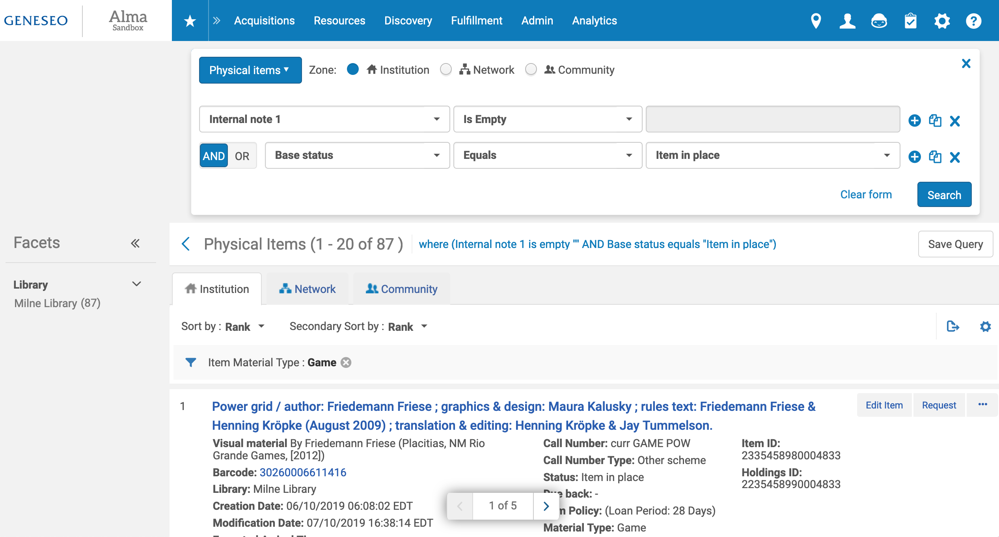 GENESEO
Alma
Sandbox
Acquisitions Resources Discovery Fulfillment Admin Analytics
Physical items Zone: Institution Network Community
Internal note 1 Is Empty
AND OR Base status Equals Item in place
Clear form Search
Facets
Physical Items (1 - 20 of 87 ) where (Internal note 1 is empty "" AND Base status equals "Item in place") Save Query
Library
Milne Library (87)
Institution Network Community
Sort by : Rank Secondary Sort by : Rank
Item Material Type : Game
1 Power grid / author: Friedemann Friese ; graphics & design: Maura Kalusky ; rules text: Friedemann Friese &
Henning Kröpke (August 2009) ; translation & editing: Henning Kröpke & Jay Tummelson.
Edit Item Request ...
Visual material By Friedemann Friese (Placitias, NM Rio
Grande Games, [2012])
Barcode: 30260006611416
Library: Milne Library
Creation Date: 06/10/2019 06:08:02 EDT
Modification Date: 07/10/2019 16:38:14 EDT
Call Number: curr GAME POW
Call Number Type: Other scheme
Status: Item in place
back: -
Policy: (Loan Period: 28 Days)
Material Type: Game
Item ID:
2335458980004833
Holdings ID:
2235458990004833
1 of 5